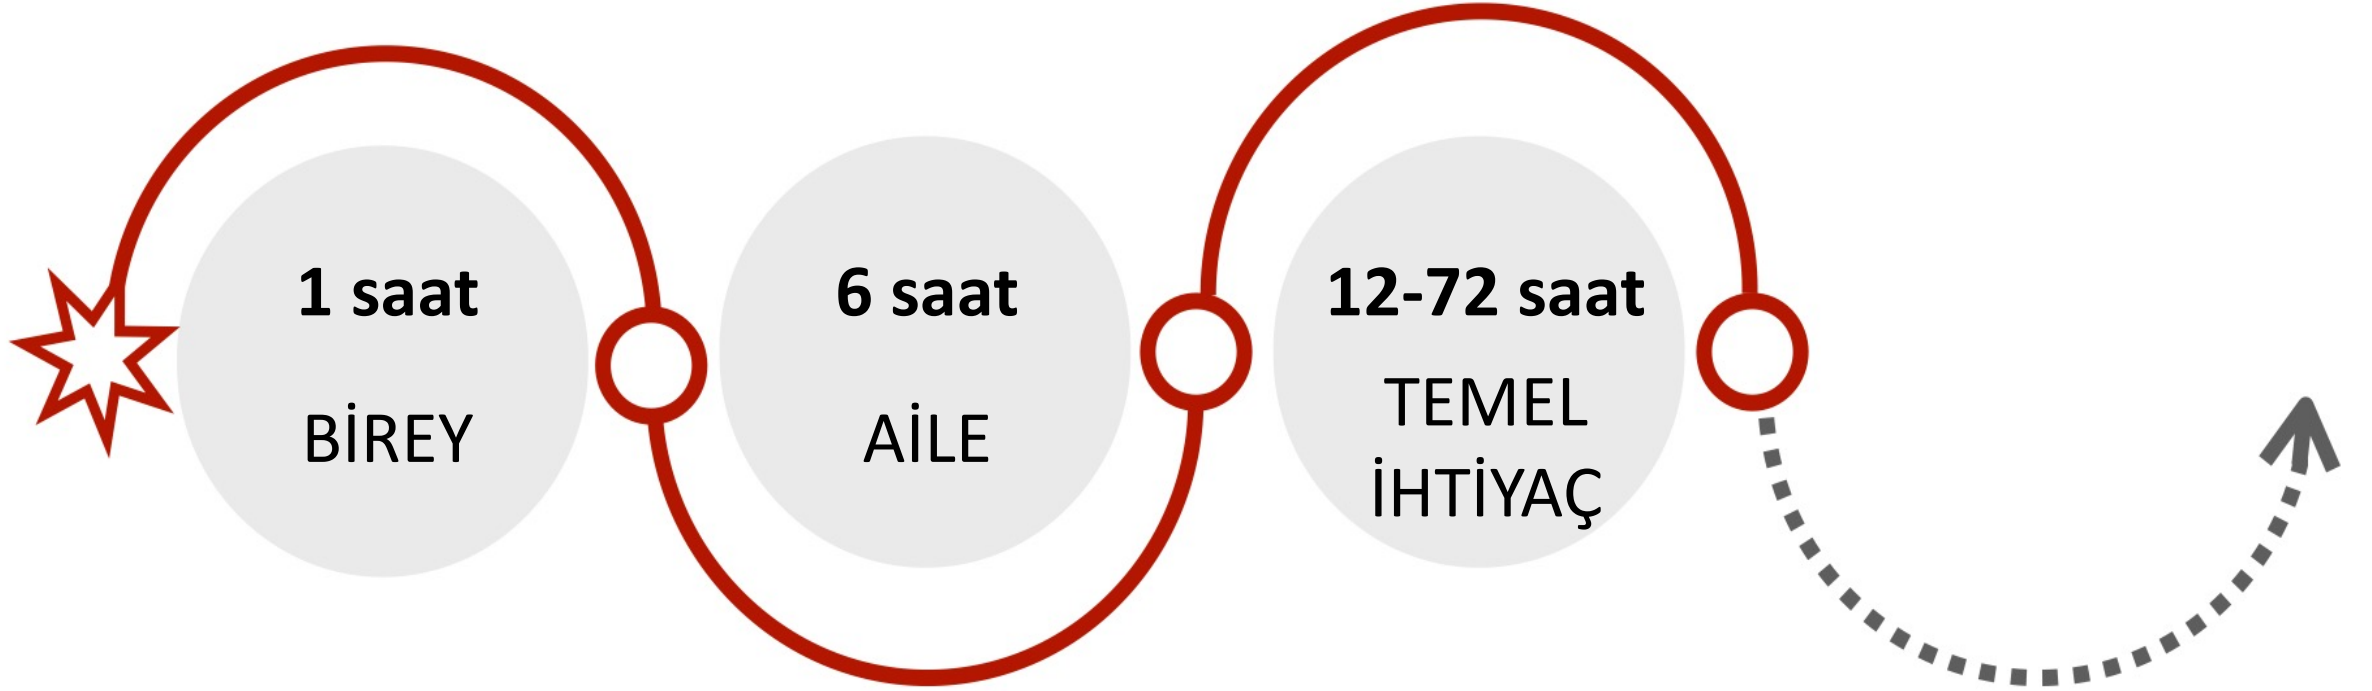 1 saat
BİREY
6 saat
AİLE
12-72 saat
TEMEL
İHTİYAÇ